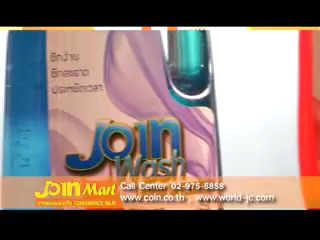 ซักง่าย
ซักสะอาด
ประหยัดเวลา
JOIN
Wash
JOIN Mart
Call Center 02-975-5858
www.coln.co.th , www.world-jc.com